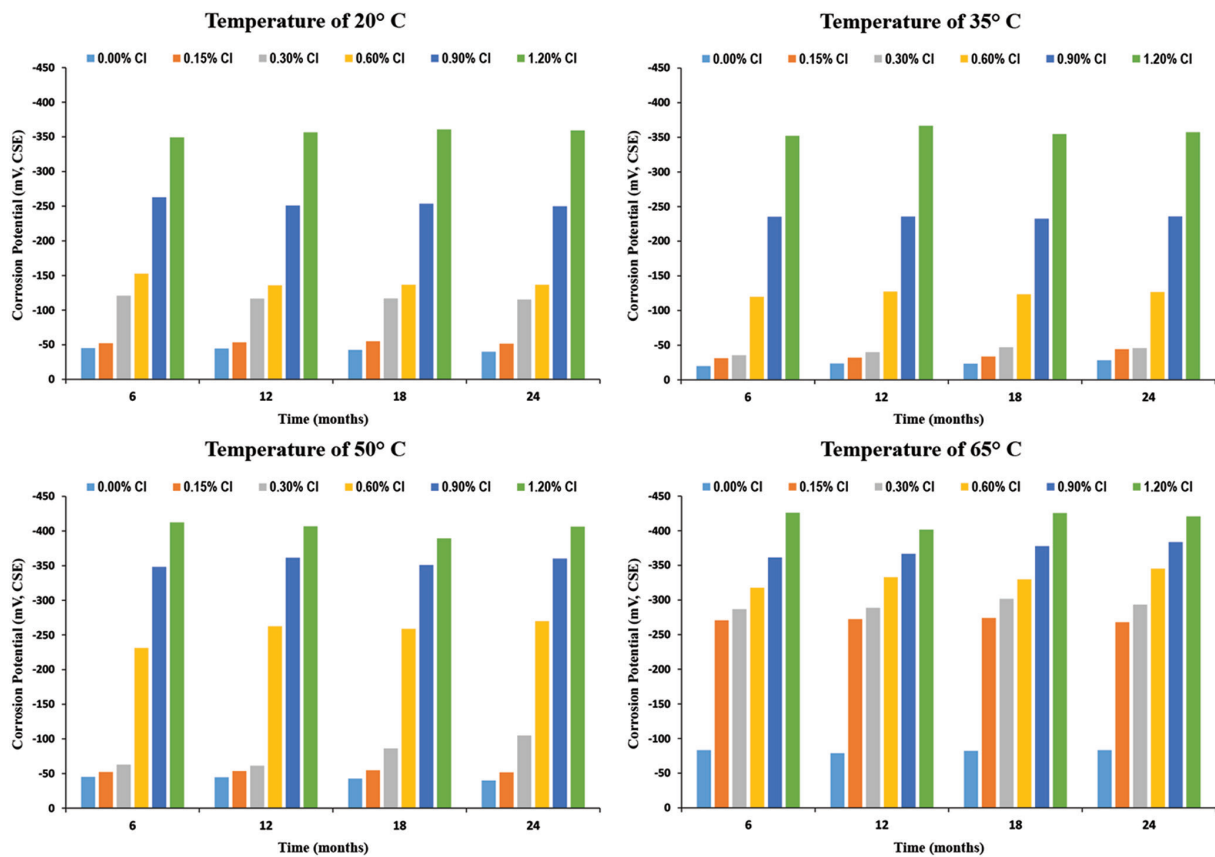 Temperature of 20° C
0.00% Cl 0.15% Cl 0.30% Cl 0.60% Cl 0.90% Cl 1.20% Cl
-450
-400
-350
-300
-250
-200
-150
-100
-50
0
Corrosion Potential (mV, CSE)
6 12 18 24
Time (months)
Temperature of 35° C
0.00% Cl 0.15% Cl 0.30% Cl 0.60% Cl 0.90% Cl 1.20% Cl
-450
-400
-350
-300
-250
-200
-150
-100
-50
0
Corrosion Potential (mV, CSE)
6 12 18 24
Time (months)
Temperature of 50° C
0.00% Cl 0.15% Cl 0.30% Cl 0.60% Cl 0.90% Cl 1.20% Cl
-450
-400
-350
-300
-250
-200
-150
-100
-50
0
Corrosion Potential (mV, CSE)
6 12 18 24
Time (months)
Temperature of 65° C
0.00% Cl 0.15% Cl 0.30% Cl 0.60% Cl 0.90% Cl 1.20% Cl
-450
-400
-350
-300
-250
-200
-150
-100
-50
0
Corrosion Potential (mV, CSE)
6 12 18 24
Time (months)